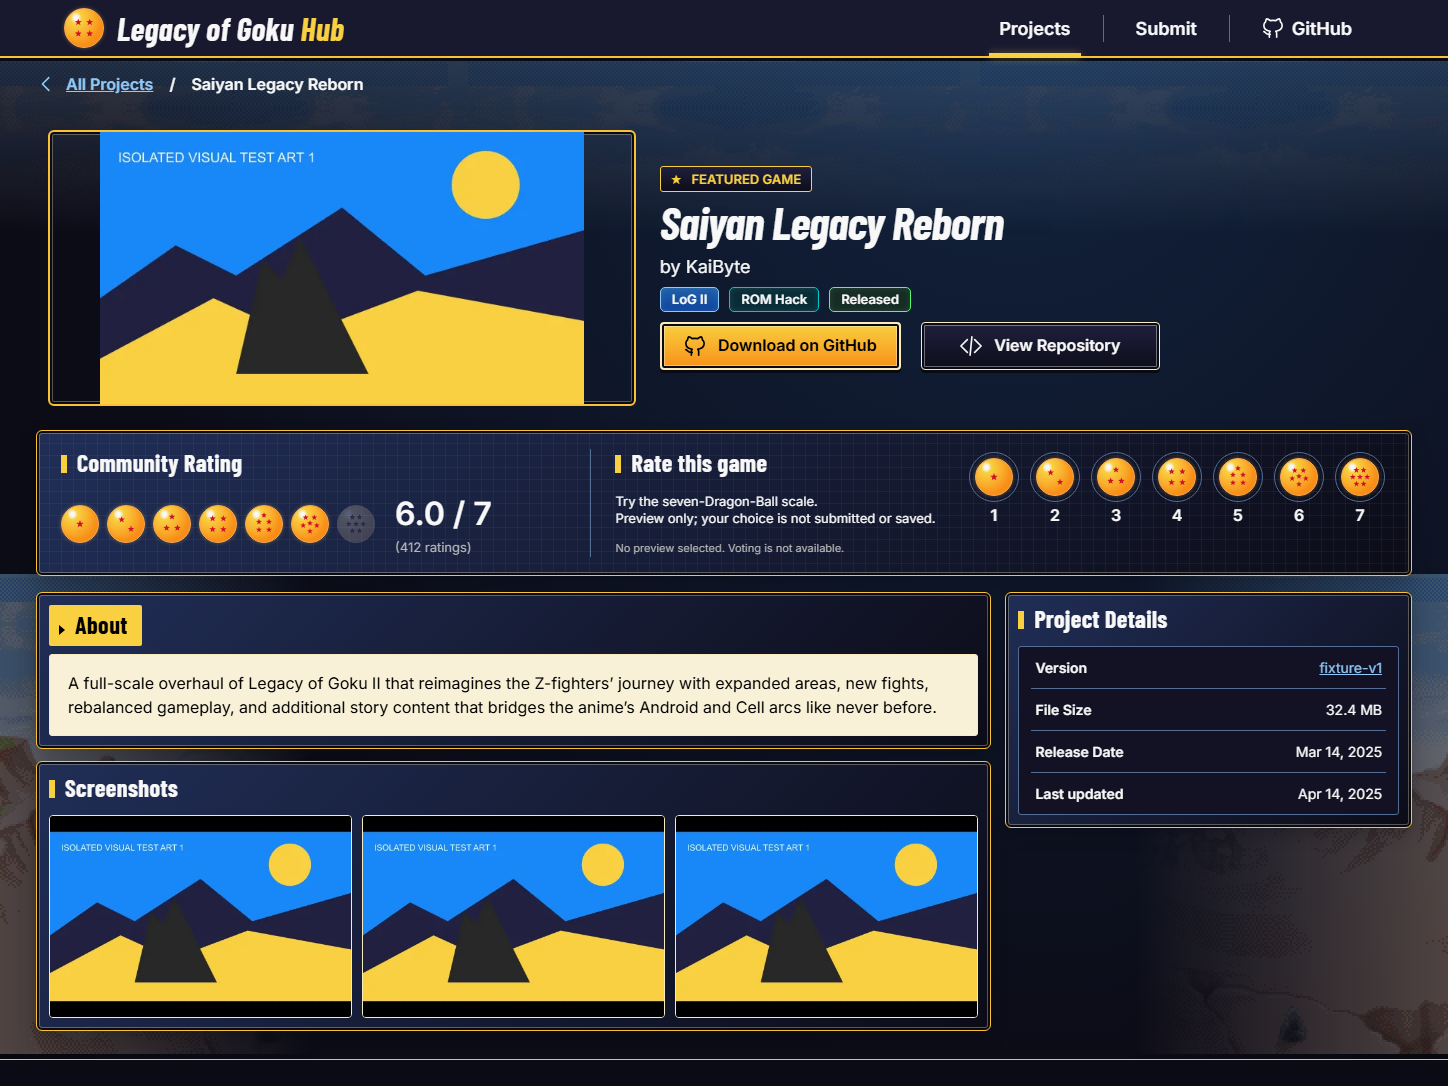 Legacy of Goku Hub
Projects
Submit
GitHub
All Projects / Saiyan Legacy Reborn
ISOLATED VISUAL TEST ART 1
FEATURED GAME
Saiyan Legacy Reborn
by KaiByte
LoG II
ROM Hack
Released
Download on GitHub
View Repository
Community Rating
6.0 / 7
(412 ratings)
Rate this game
Try the seven-Dragon-Ball scale.
Preview only; your choice is not submitted or saved.
No preview selected. Voting is not available.
1 2 3 4 5 6 7
About
A full-scale overhaul of Legacy of Goku II that reimagines the Z-fighters’ journey with expanded areas, new fights,
rebalanced gameplay, and additional story content that bridges the anime’s Android and Cell arcs like never before.
Project Details
Version fixture-v1
File Size 32.4 MB
Release Date Mar 14, 2025
Last updated Apr 14, 2025
Screenshots
ISOLATED VISUAL TEST ART 1
ISOLATED VISUAL TEST ART 1
ISOLATED VISUAL TEST ART 1